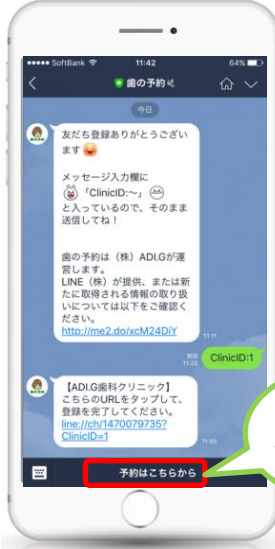 SoftBank 11:42 64%
歯の予約
今日
友だち登録ありがとうござい
ます
メッセージ入力欄に
「ClinicID:〜」
と入っているので、そのまま
送信してね！
歯の予約は（株）ADI.Gが運
営します。
LINE（株）が提供、または新
たに取得される情報の取り扱
いについては以下をご確認く
ださい。
http://me2.do/xcM24DiY
11:11
既読
11:22
ClinicID:1
【ADI.G歯科クリニック】
こちらのURLをタップして、
登録を完了してください。
line://ch/1470079735?
ClinicID=1
11:30
予約はこちらから